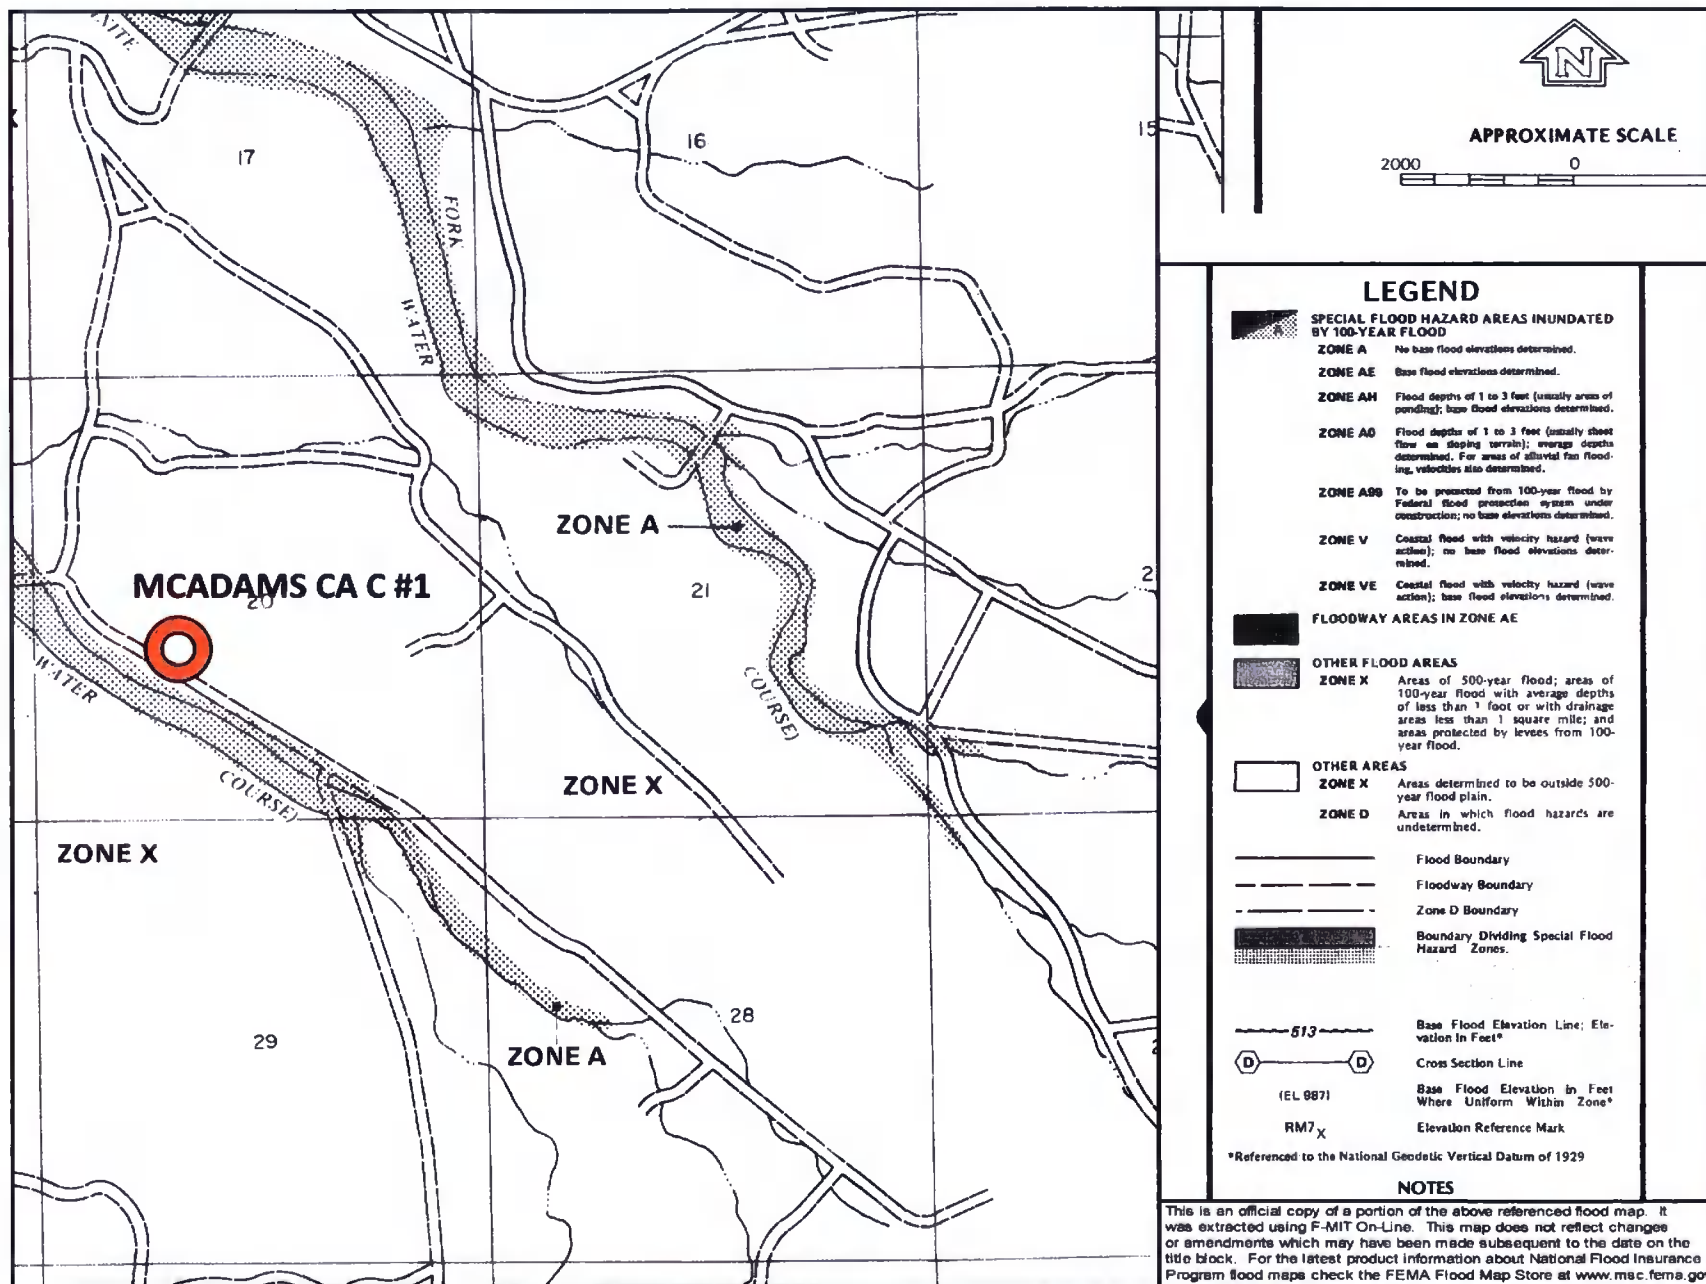 17
16
15
FORK
WATER
ZONE A
21
MCADAMS CA C #1
20
WATER
COURSE)
COURSE)
ZONE X
ZONE X
28
29
ZONE A
N
APPROXIMATE SCALE
2000 0
LEGEND
SPECIAL FLOOD HAZARD AREAS INUNDATED
BY 100-YEAR FLOOD
ZONE A No base flood elevations determined.
ZONE AE Base flood elevations determined.
ZONE AH Flood depths of 1 to 3 feet (usually areas of
ponding); base flood elevations determined.
ZONE AO Flood depths of 1 to 3 feet (usually sheet
flow on sloping terrain); average depths
determined. For areas of alluvial fan flood-
ing, velocities also determined.
ZONE A99 To be protected from 100-year flood by
Federal flood protection system under
construction; no base elevations determined.
ZONE V Coastal flood with velocity hazard (wave
action); no base flood elevations deter-
mined.
ZONE VE Coastal flood with velocity hazard (wave
action); base flood elevations determined.
FLOODWAY AREAS IN ZONE AE
OTHER FLOOD AREAS
ZONE X Areas of 500-year flood; areas of
100-year flood with average depths
of less than 1 foot or with drainage
areas less than 1 square mile; and
areas protected by levees from 100-
year flood.
OTHER AREAS
ZONE X Areas determined to be outside 500-
year flood plain.
ZONE D Areas in which flood hazards are
undetermined.
Flood Boundary
Floodway Boundary
Zone D Boundary
Boundary Dividing Special Flood
Hazard Zones.
513 Base Flood Elevation Line; Ele-
vation in Feet*
D D Cross Section Line
(EL 987) Base Flood Elevation in Feet
Where Uniform Within Zone*
RM7X Elevation Reference Mark
*Referenced to the National Geodetic Vertical Datum of 1929
NOTES
This is an official copy of a portion of the above referenced flood map. It
was extracted using F-MIT On-Line. This map does not reflect changes
or amendments which may have been made subsequent to the date on the
title block. For the latest product information about National Flood Insurance
Program flood maps check the FEMA Flood Map Store at www.msc.fema.go